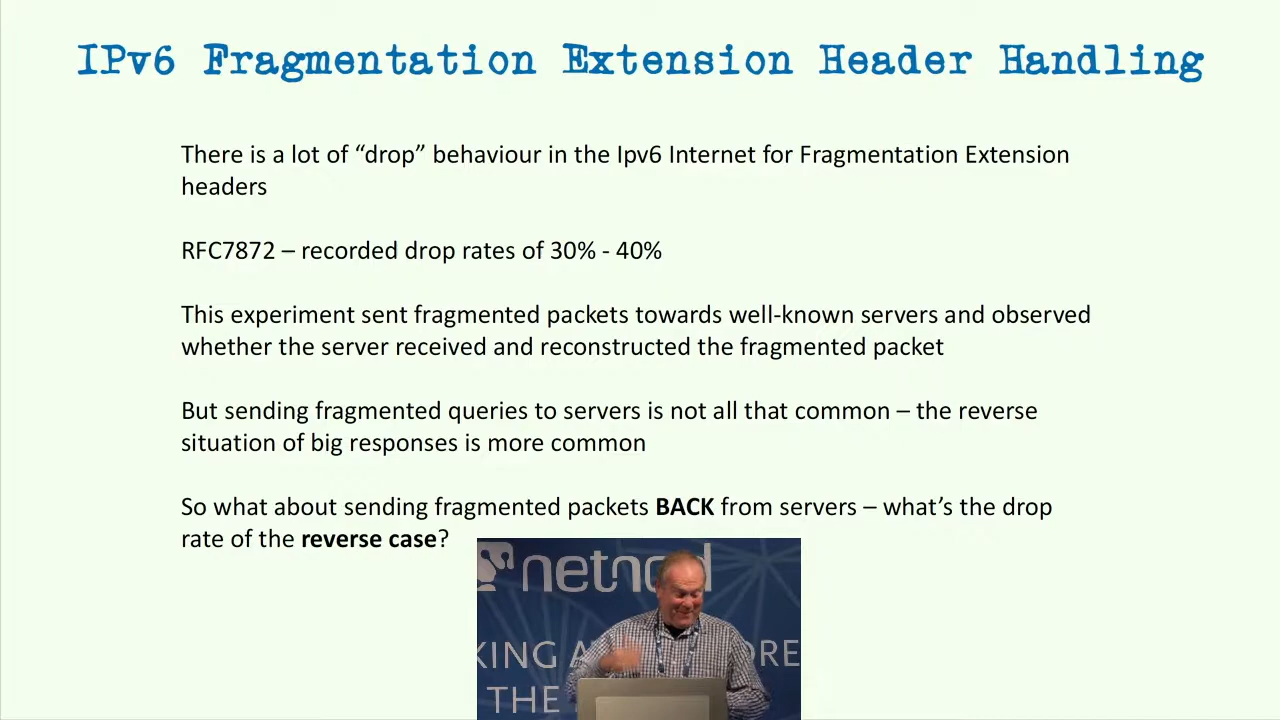 IPv6 Fragmentation Extension Header Handling
There is a lot of “drop” behaviour in the Ipv6 Internet for Fragmentation Extension
headers
RFC7872 – recorded drop rates of 30% - 40%
This experiment sent fragmented packets towards well-known servers and observed
whether the server received and reconstructed the fragmented packet
But sending fragmented queries to servers is not all that common – the reverse
situation of big responses is more common
So what about sending fragmented packets BACK from servers – what’s the drop
rate of the reverse case?
netnod
THE